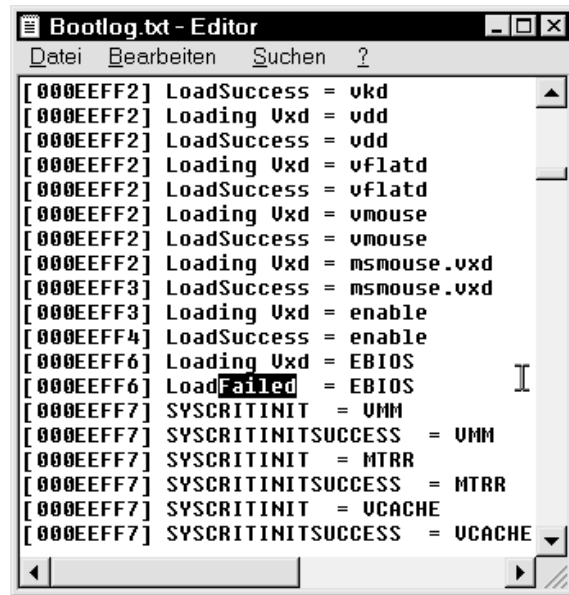 Bootlog.txt - Editor
Datei Bearbeiten Suchen ?
[000EEFF2] LoadSuccess = vkd
[000EEFF2] Loading Vxd = vdd
[000EEFF2] LoadSuccess = vdd
[000EEFF2] Loading Vxd = vflatd
[000EEFF2] LoadSuccess = vflatd
[000EEFF2] Loading Vxd = vmouse
[000EEFF2] LoadSuccess = vmouse
[000EEFF2] Loading Vxd = msmouse.vxd
[000EEFF3] LoadSuccess = msmouse.vxd
[000EEFF3] Loading Vxd = enable
[000EEFF4] LoadSuccess = enable
[000EEFF6] Loading Vxd = EBIOS
[000EEFF6] LoadFailed  = EBIOS
[000EEFF7] SYSCRITINIT  = VMM
[000EEFF7] SYSCRITINITSUCCESS  = VMM
[000EEFF7] SYSCRITINIT  = MTRR
[000EEFF7] SYSCRITINITSUCCESS  = MTRR
[000EEFF7] SYSCRITINIT  = VCACHE
[000EEFF7] SYSCRITINITSUCCESS  = VCACHE